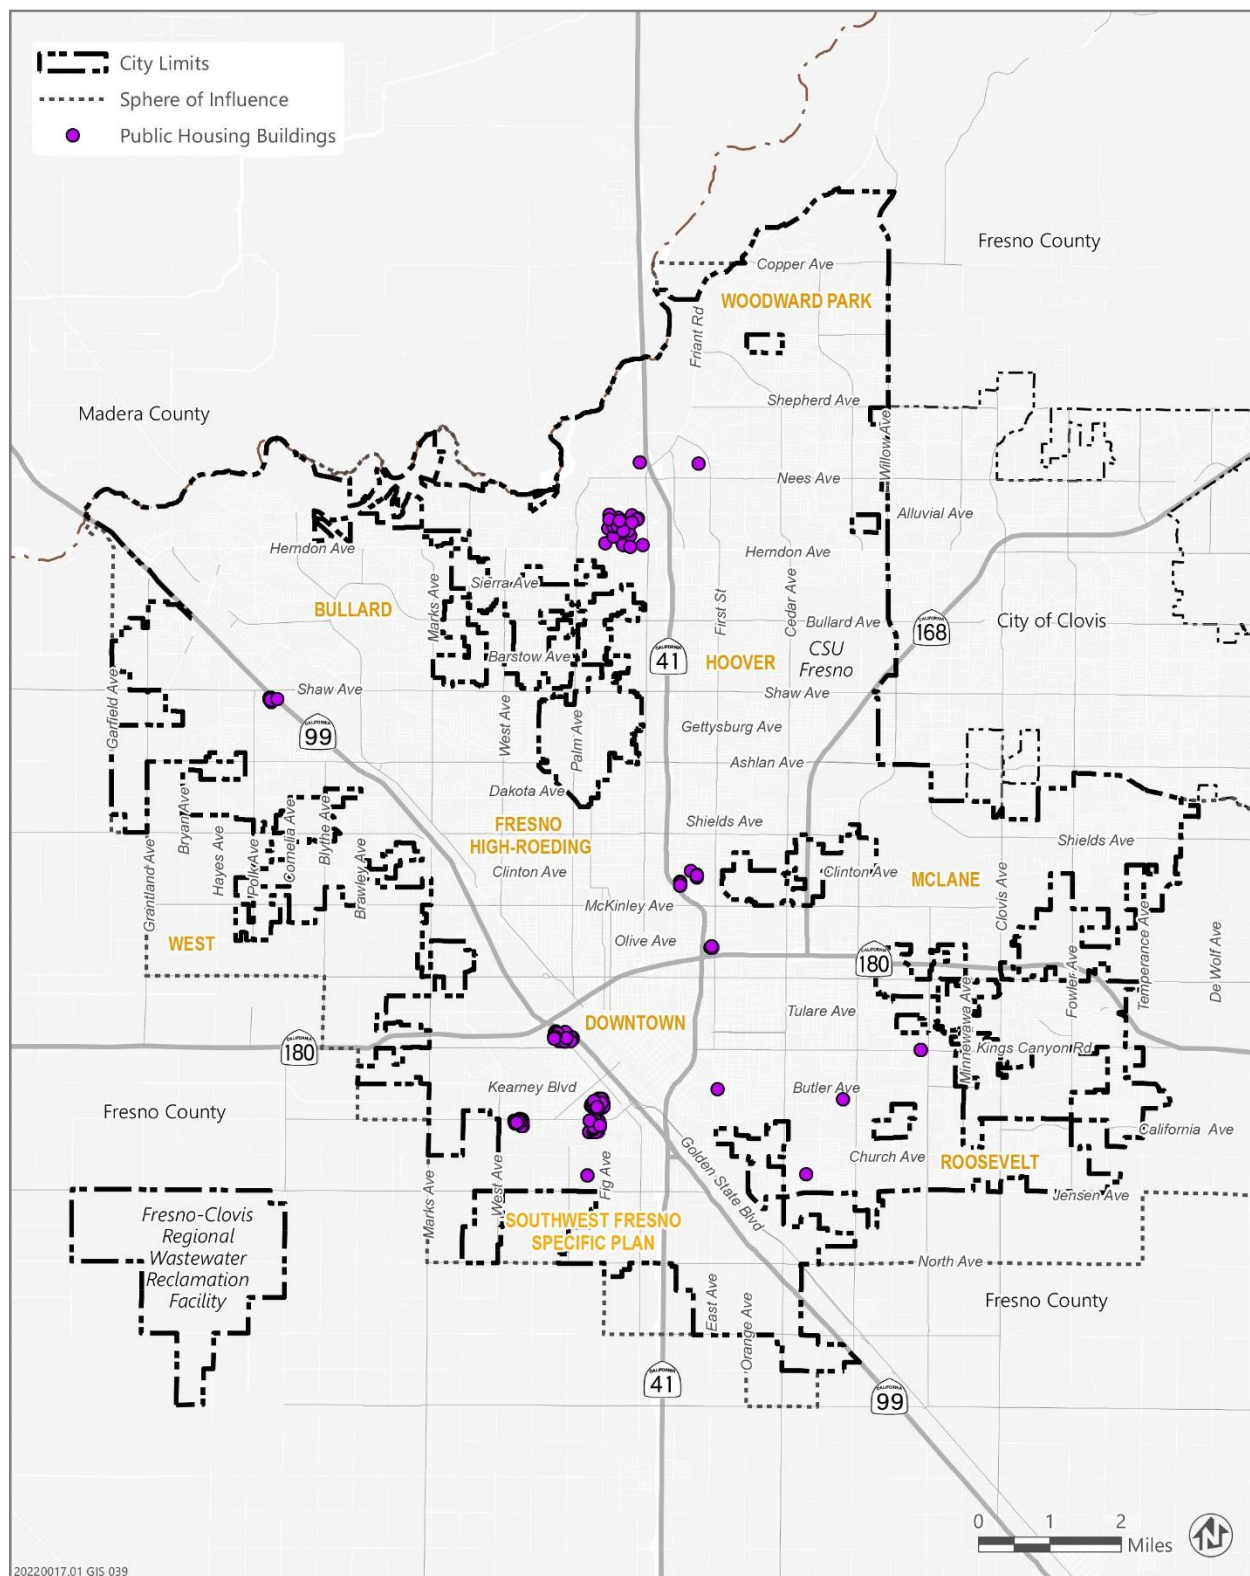 City Limits
Sphere of Influence
Public Housing Buildings
Fresno County
Copper Ave
WOODWARD PARK
Friant Rd
Shepherd Ave
Madera County
Willow Ave
Nees Ave
Alluvial Ave
Herndon Ave
Herndon Ave
Sierra Ave
Marks Ave
BULLARD
First St
Cedar Ave
Bullard Ave
CALIFORNIA
168
City of Clovis
CSU
Fresno
CALIFORNIA
41
HOOVER
Barstow Ave
Shaw Ave
Shaw Ave
Garfield Ave
West Ave
Palm Ave
Gettysburg Ave
CALIFORNIA
99
Ashlan Ave
Dakota Ave
Bryan Ave
Hayes Ave
Polk Ave
Cornelia Ave
Blythe Ave
Brawley Ave
Grantland Ave
FRESNO
HIGH-ROEDING
Shields Ave
Shields Ave
Clinton Ave
Clinton Ave
MCLANE
Clovis Ave
McKinley Ave
WEST
Olive Ave
CALIFORNIA
180
Fowler Ave
Temperance Ave
De Wolf Ave
Minnewawa Ave
Tulare Ave
DOWNTOWN
CALIFORNIA
180
Kings Canyon Rd
Kearney Blvd
Butler Ave
Fresno County
California Ave
Church Ave
ROOSEVELT
Golden State Blvd
Fig Ave
West Ave
Marks Ave
Jensen Ave
Fresno-Clovis
Regional
Wastewater
Reclamation
Facility
SOUTHWEST FRESNO
SPECIFIC PLAN
North Ave
East Ave
Orange Ave
Fresno County
CALIFORNIA
41
CALIFORNIA
99
0 1 2
Miles
N
20220017.01 GIS 039